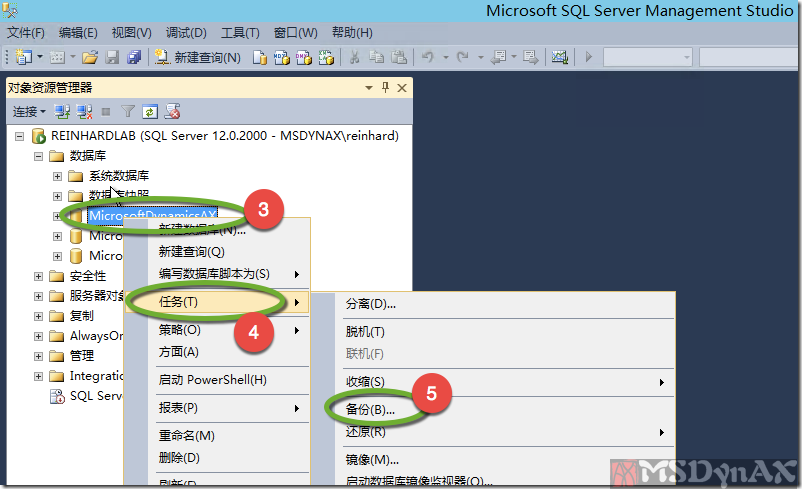 Microsoft SQL Server Management Studio
文件(F) 编辑(E) 视图(V) 调试(D) 工具(T) 窗口(W) 帮助(H)
新建查询(N)
对象资源管理器
连接
REINHARDLAB (SQL Server 12.0.2000 - MSDYNAX\reinhard)
数据库
系统数据库
数据库快照
MicrosoftDynamicsAX
3
新建数据库(N)...
Micro
新建查询(Q)
Micro
编写数据库脚本为(S)
安全性
服务器对象
任务(T)
分离(D)...
复制
策略(O)
4
脱机(T)
AlwaysOn
方面(A)
联机(F)
管理
Integration
启动 PowerShell(H)
收缩(S)
5
SQL Serve
报表(P)
备份(B)...
还原(R)
重命名(M)
删除(D)
镜像(M)...
刷新(F)
启动数据库镜像监视器(O)...
MSDynAX